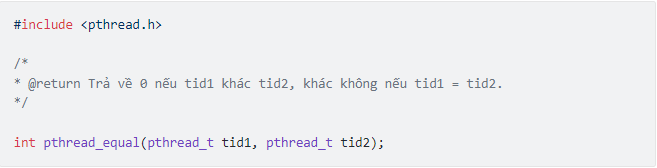 #include <pthread.h>
/*
* @return Trả về 0 nếu tid1 khác tid2, khác không nếu tid1 = tid2.
*/
int pthread_equal(pthread_t tid1, pthread_t tid2);